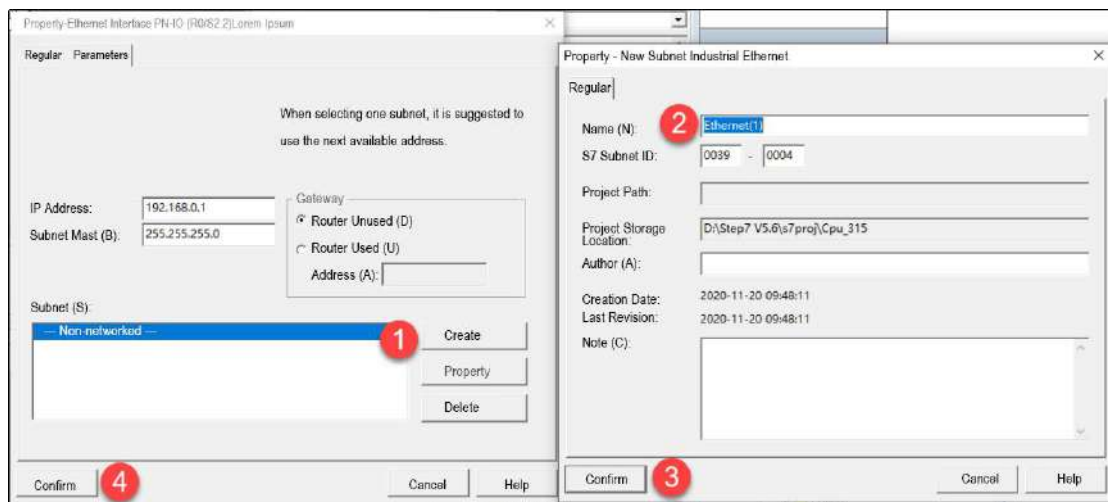 Property-Ethernet Interface PN-IO (R0/S2.2)Lorem Ipsum
Regular Parameters
When selecting one subnet, it is suggested to
use the next available address.
IP Address: 192.168.0.1
Subnet Mast (B): 255.255.255.0
Gateway
Router Unused (D)
Router Used (U)
Address (A):
Subnet (S):
--- Non-networked ---
1 Create
Property
Delete
Confirm 4 Cancel Help
Property - New Subnet Industrial Ethernet
Regular
Name (N): 2 Ethernet(1)
S7 Subnet ID: 0039 - 0004
Project Path:
Project Storage
Location: D:\Step7 V5.6\s7proj\Cpu_315
Author (A):
Creation Date: 2020-11-20 09:48:11
Last Revision: 2020-11-20 09:48:11
Note (C):
Confirm 3 Cancel Help